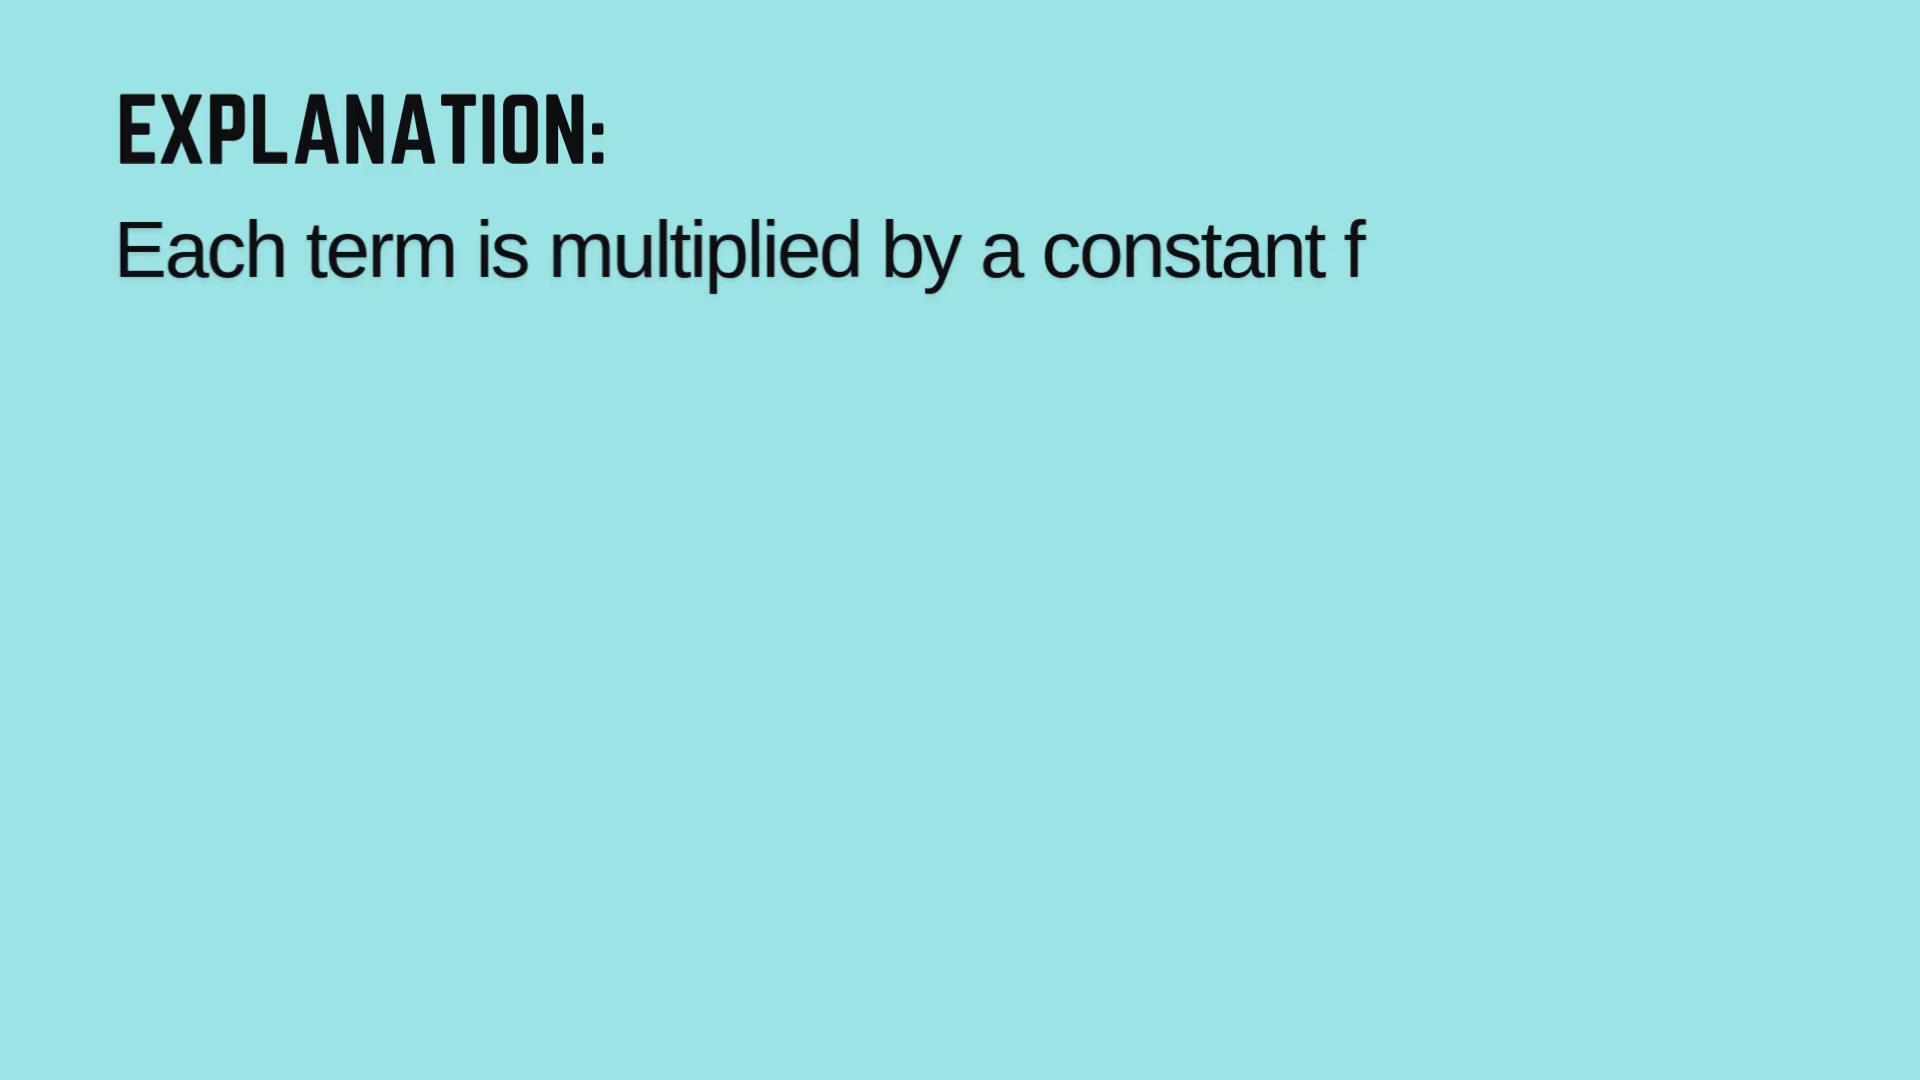 EXPLANATION:
Each term is multiplied by a constant f